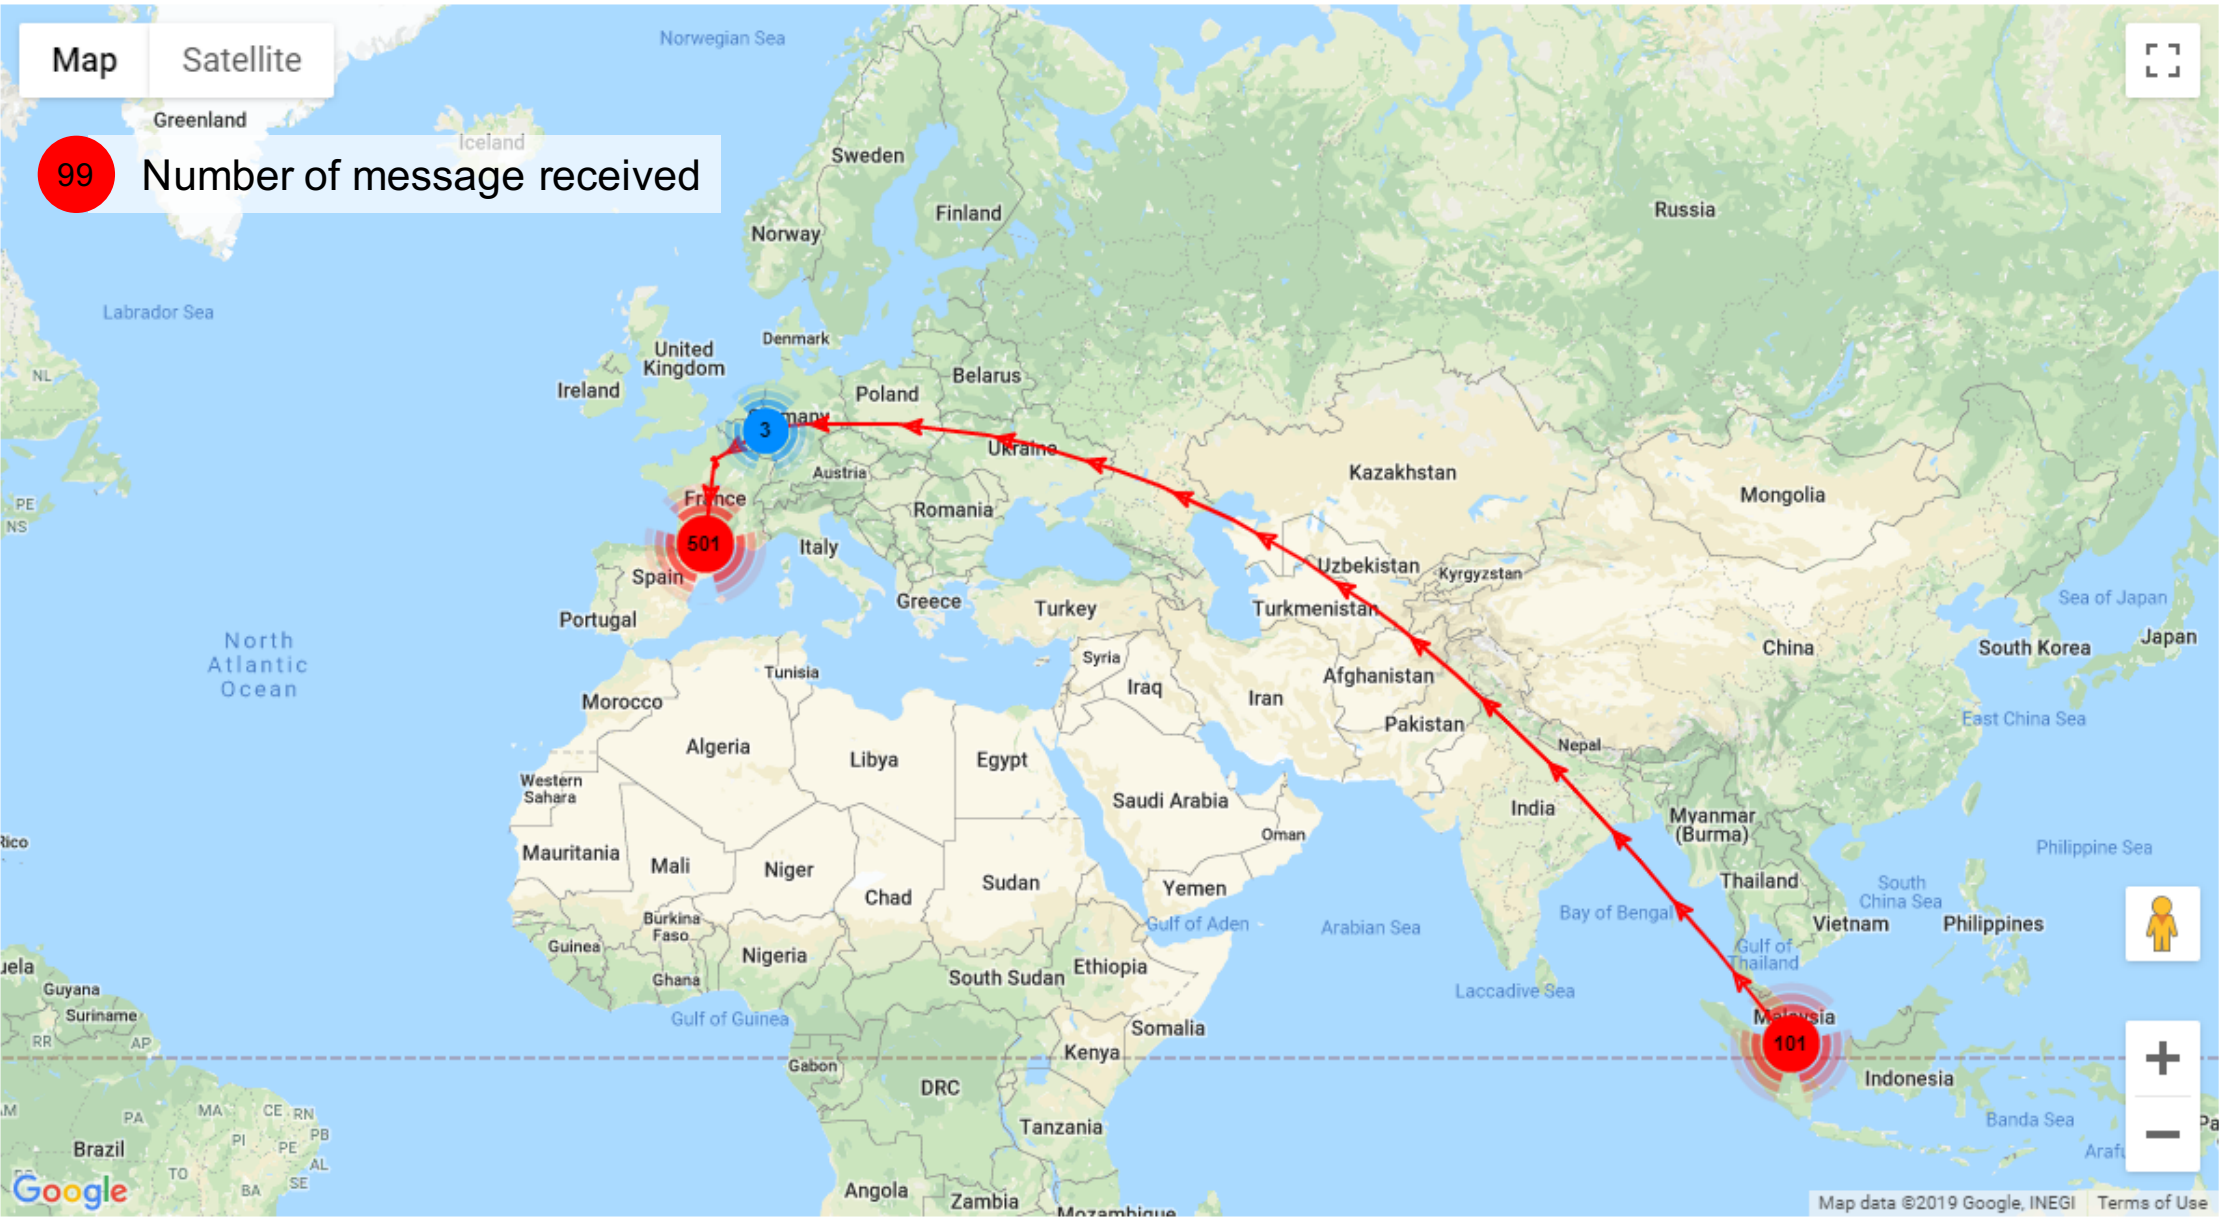 Map
Satellite
Norwegian Sea
Greenland
Iceland
99
Number of message received
Sweden
Finland
Russia
Norway
Labrador Sea
Denmark
United
Kingdom
NL
Ireland
Belarus
Poland
3
Ukraine
Austria
Kazakhstan
Mongolia
France
PE
NS
Romania
501
Italy
Spain
Uzbekistan
Kyrgyzstan
Greece
Turkey
Turkmenistan
Sea of Japan
Portugal
North
Atlantic
Ocean
China
South Korea
Japan
Syria
Tunisia
Afghanistan
Iraq
Iran
Morocco
Pakistan
East China Sea
Algeria
Libya
Egypt
Nepal
Western
Sahara
Saudi Arabia
India
Myanmar
(Burma)
Oman
Rico
Philippine Sea
Mauritania
Mali
Niger
Chad
Sudan
Yemen
Thailand
South
China Sea
Burkina
Faso
Gulf of Aden
Arabian Sea
Bay of Bengal
Vietnam
Philippines
Guinea
Nigeria
Gulf of
Thailand
Ethiopia
South Sudan
Ghana
Guyana
Laccadive Sea
Suriname
Gulf of Guinea
Malaysia
Somalia
RR
AP
101
Kenya
Gabon
Indonesia
DRC
PA
MA
CE
RN
PI
PE
PB
Banda Sea
Tanzania
Brazil
AL
TO
SE
BA
Google
Angola
Zambia
Mozambique
Map data ©2019 Google, INEGI
Terms of Use